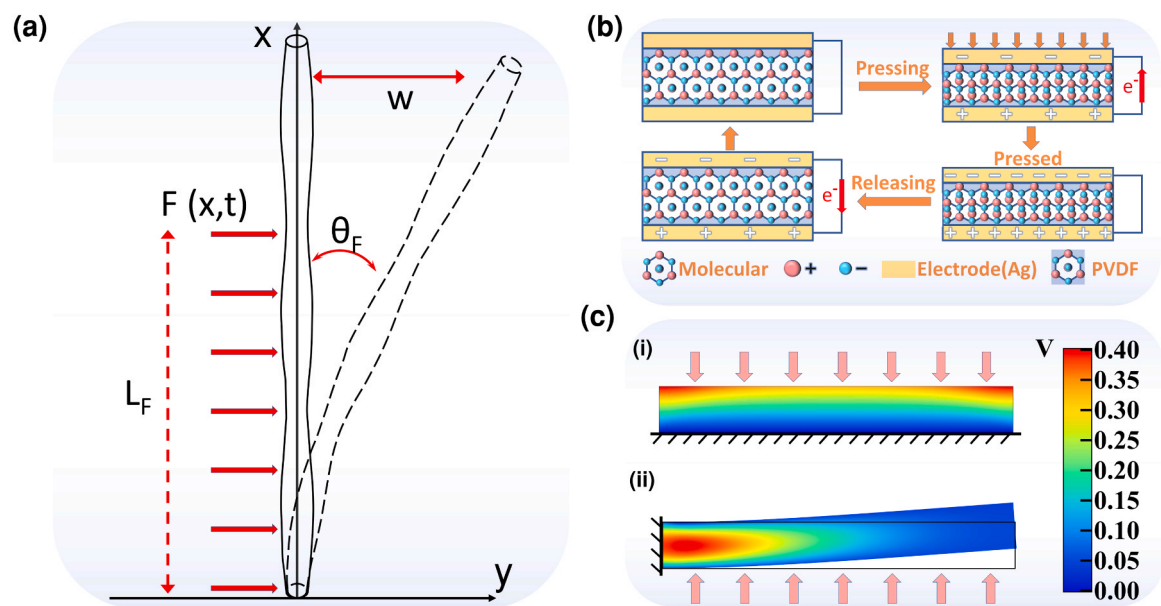 (a)
x
w
F (x,t)
θF
LF
y
(b)
Pressing
e-
Pressed
Releasing
e-
Molecular + − Electrode(Ag) PVDF
(c)
(i)
(ii)
V
0.40
0.35
0.30
0.25
0.20
0.15
0.10
0.05
0.00